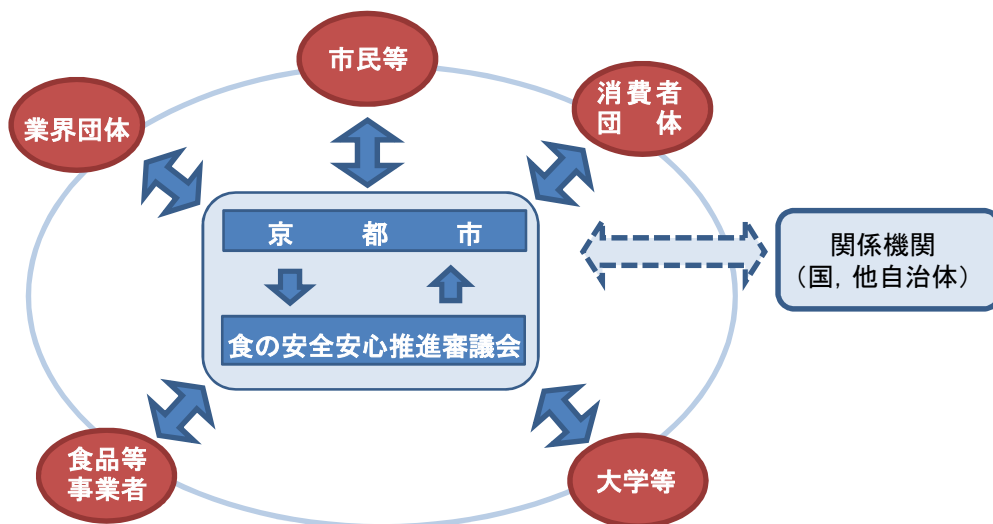 市民等
業界団体
消費者
団　体
京　都　市
関係機関
（国，他自治体）
食の安全安心推進審議会
食品等
事業者
大学等